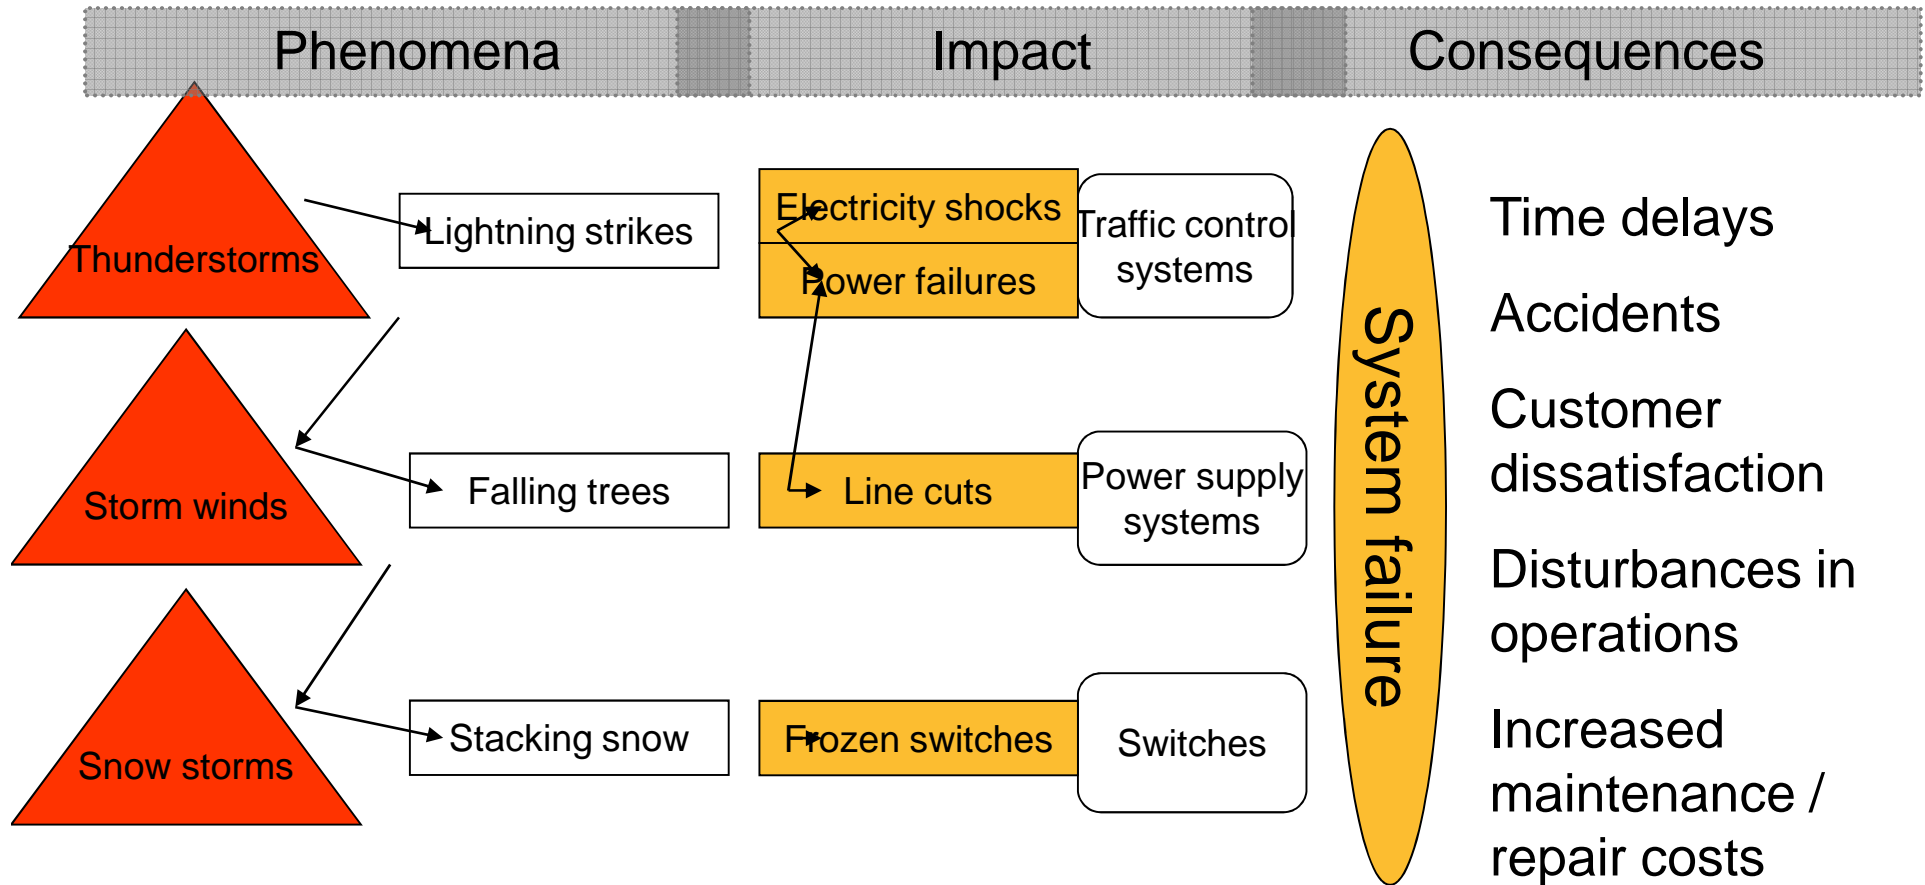 Phenomena
Impact
Consequences
Thunderstorms
Lightning strikes
Electricity shocks
Power failures
Traffic control
systems
Storm winds
Falling trees
Line cuts
Power supply
systems
Snow storms
Stacking snow
Frozen switches
Switches
System failure
Time delays
Accidents
Customer
dissatisfaction
Disturbances in
operations
Increased
maintenance /
repair costs